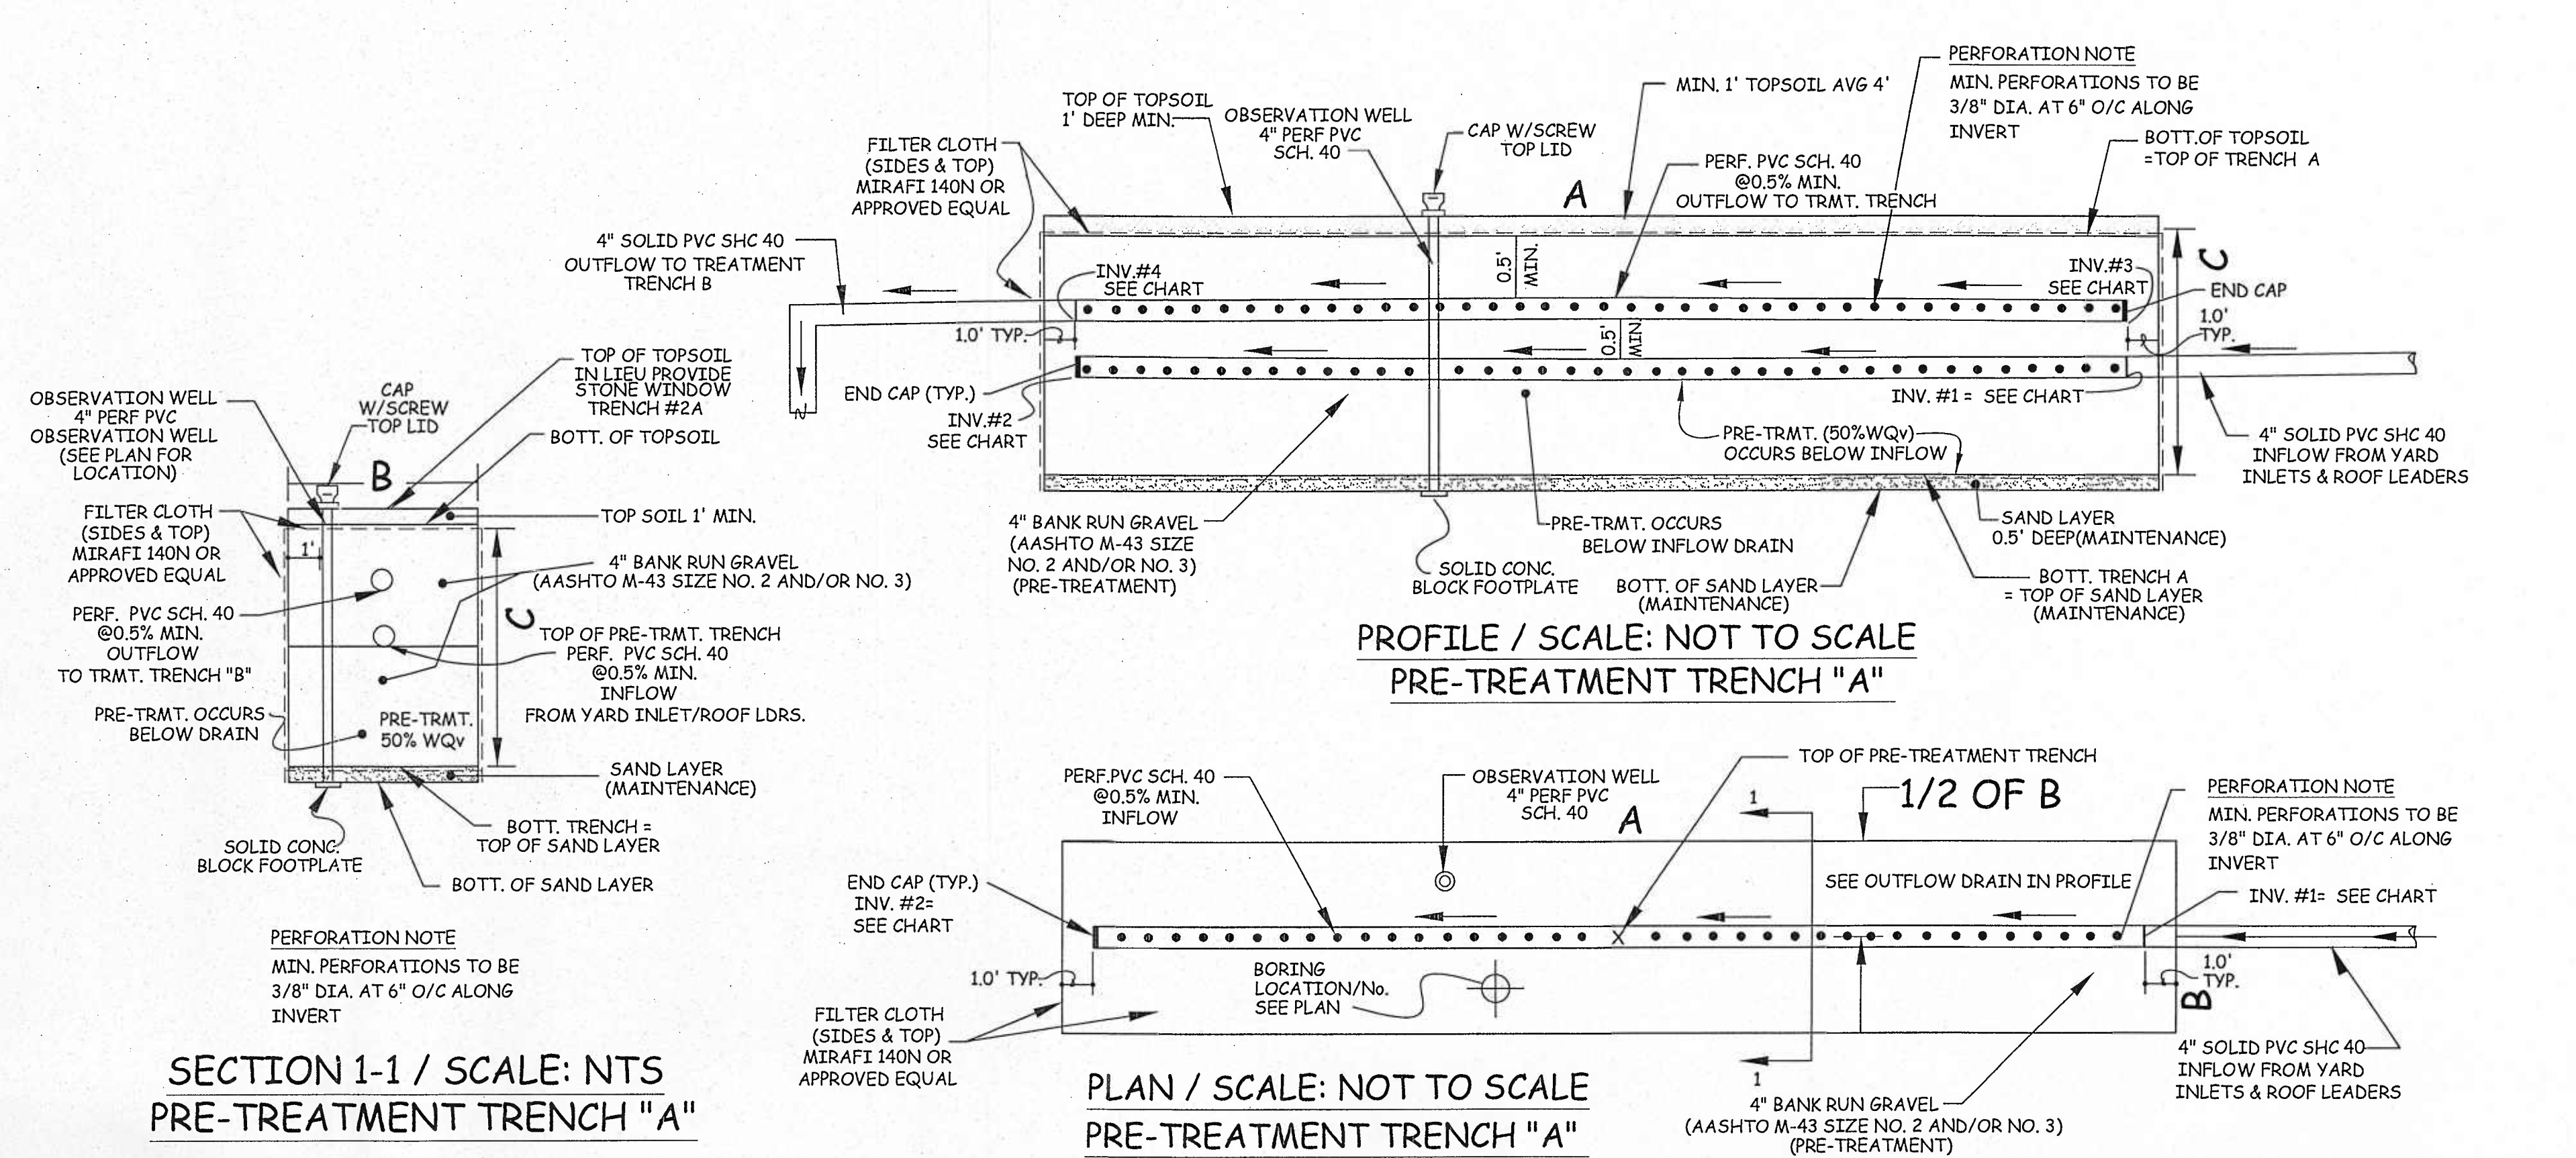 PERFORATION NOTE
MIN. PERFORATIONS TO BE
3/8" DIA. AT 6" O/C ALONG
INVERT
MIN. 1' TOPSOIL AVG 4'
TOP OF TOPSOIL
1' DEEP MIN.
OBSERVATION WELL
4" PERF PVC
SCH. 40
CAP W/SCREW
TOP LID
FILTER CLOTH
(SIDES & TOP)
MIRAFI 140N OR
APPROVED EQUAL
PERF. PVC SCH. 40
@0.5% MIN.
OUTFLOW TO TRMT. TRENCH
BOTT.OF TOPSOIL
=TOP OF TRENCH A
A
4" SOLID PVC SHC 40
OUTFLOW TO TREATMENT
TRENCH B
INV.#4
SEE CHART
0.5'
MIN.
INV.#3
SEE CHART
C
END CAP
1.0'
TYP.
1.0' TYP.
0.5'
MIN.
END CAP (TYP.)
INV.#2
SEE CHART
INV. #1 = SEE CHART
PRE-TRMT. (50%WQv)
OCCURS BELOW INFLOW
4" SOLID PVC SHC 40
INFLOW FROM YARD
INLETS & ROOF LEADERS
4" BANK RUN GRAVEL
(AASHTO M-43 SIZE
NO. 2 AND/OR NO. 3)
(PRE-TREATMENT)
PRE-TRMT. OCCURS
BELOW INFLOW DRAIN
SOLID CONC.
BLOCK FOOTPLATE
BOTT. OF SAND LAYER
(MAINTENANCE)
SAND LAYER
0.5' DEEP(MAINTENANCE)
BOTT. TRENCH A
= TOP OF SAND LAYER
(MAINTENANCE)
PROFILE / SCALE: NOT TO SCALE
PRE-TREATMENT TRENCH "A"
OBSERVATION WELL
4" PERF PVC
OBSERVATION WELL
(SEE PLAN FOR
LOCATION)
CAP
W/SCREW
TOP LID
TOP OF TOPSOIL
IN LIEU PROVIDE
STONE WINDOW
TRENCH #2A
BOTT. OF TOPSOIL
B
FILTER CLOTH
(SIDES & TOP)
MIRAFI 140N OR
APPROVED EQUAL
1'
TOP SOIL 1' MIN.
4" BANK RUN GRAVEL
(AASHTO M-43 SIZE NO. 2 AND/OR NO. 3)
C
PERF. PVC SCH. 40
@0.5% MIN.
OUTFLOW
TO TRMT. TRENCH "B"
TOP OF PRE-TRMT. TRENCH
PERF. PVC SCH. 40
@0.5% MIN.
INFLOW
FROM YARD INLET/ROOF LDRS.
PRE-TRMT. OCCURS
BELOW DRAIN
PRE-TRMT.
50% WQv
SAND LAYER
(MAINTENANCE)
BOTT. TRENCH =
TOP OF SAND LAYER
SOLID CONC.
BLOCK FOOTPLATE
BOTT. OF SAND LAYER
PERFORATION NOTE
MIN. PERFORATIONS TO BE
3/8" DIA. AT 6" O/C ALONG
INVERT
SECTION 1-1 / SCALE: NTS
PRE-TREATMENT TRENCH "A"
PERF.PVC SCH. 40
@0.5% MIN.
INFLOW
OBSERVATION WELL
4" PERF PVC
SCH. 40
A
TOP OF PRE-TREATMENT TRENCH
1
1/2 OF B
PERFORATION NOTE
MIN. PERFORATIONS TO BE
3/8" DIA. AT 6" O/C ALONG
INVERT
END CAP (TYP.)
INV. #2=
SEE CHART
SEE OUTFLOW DRAIN IN PROFILE
INV. #1= SEE CHART
X
1.0' TYP.
BORING
LOCATION/No.
SEE PLAN
1.0'
TYP.
B
FILTER CLOTH
(SIDES & TOP)
MIRAFI 140N OR
APPROVED EQUAL
1
4" SOLID PVC SHC 40
INFLOW FROM YARD
INLETS & ROOF LEADERS
4" BANK RUN GRAVEL
(AASHTO M-43 SIZE NO. 2 AND/OR NO. 3)
(PRE-TREATMENT)
PLAN / SCALE: NOT TO SCALE
PRE-TREATMENT TRENCH "A"